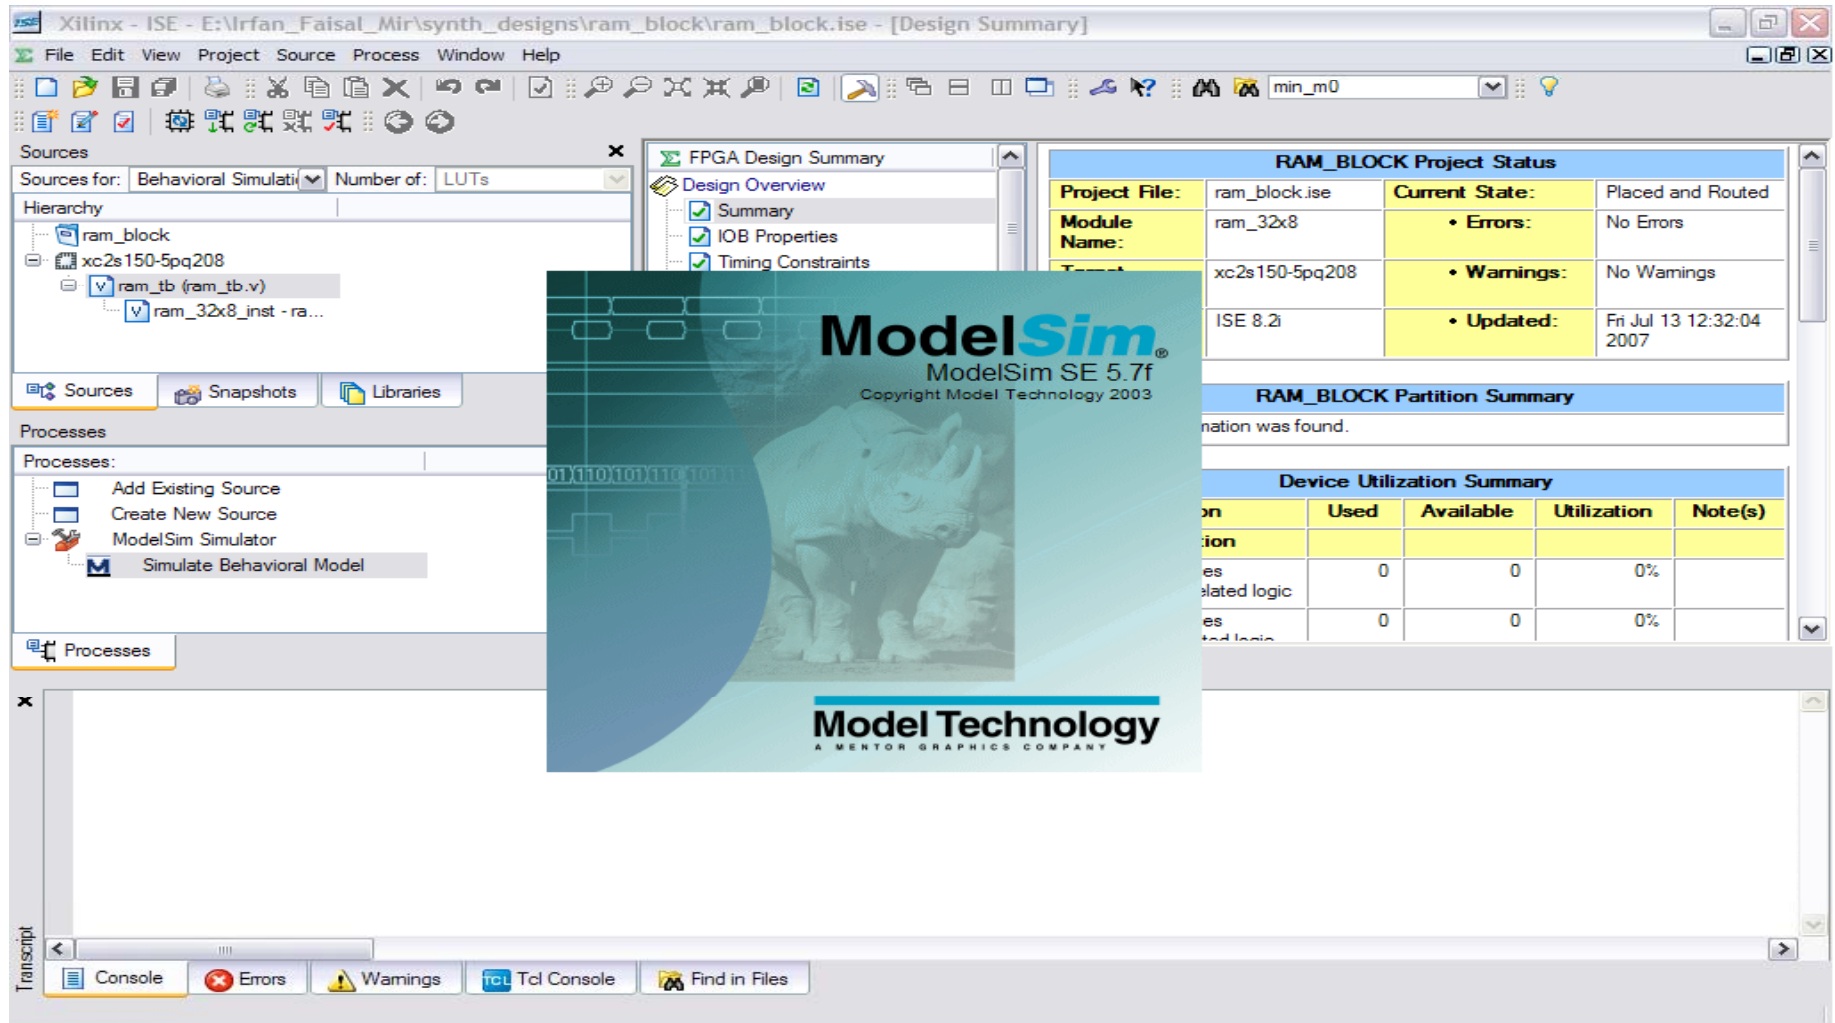 Xilinx - ISE - E:\Irfan_Faisal_Mir\synth_designs\ram_block\ram_block.ise - [Design Summary]
File Edit View Project Source Process Window Help
min_m0
Sources
Sources for: Behavioral Simulati Number of: LUTs
Hierarchy
ram_block
xc2s150-5pq208
ram_tb (ram_tb.v)
ram_32x8_inst - ra...
Sources Snapshots Libraries
Processes
Processes:
Add Existing Source
Create New Source
ModelSim Simulator
Simulate Behavioral Model
Processes
FPGA Design Summary
Design Overview
Summary
IOB Properties
Timing Constraints
RAM_BLOCK Project Status
Project File: ram_block.ise Current State: Placed and Routed
Module Name: ram_32x8 • Errors: No Errors
xc2s150-5pq208 • Warnings: No Warnings
ISE 8.2i • Updated: Fri Jul 13 12:32:04 2007
RAM_BLOCK Partition Summary
mation was found.
Device Utilization Summary
on Used Available Utilization Note(s)
tion
es
elated logic 0 0 0%
es 0 0 0%
ModelSim®
ModelSim SE 5.7f
Copyright Model Technology 2003
Model Technology
A MENTOR GRAPHICS COMPANY
Transcript
Console Errors Warnings Tcl Console Find in Files